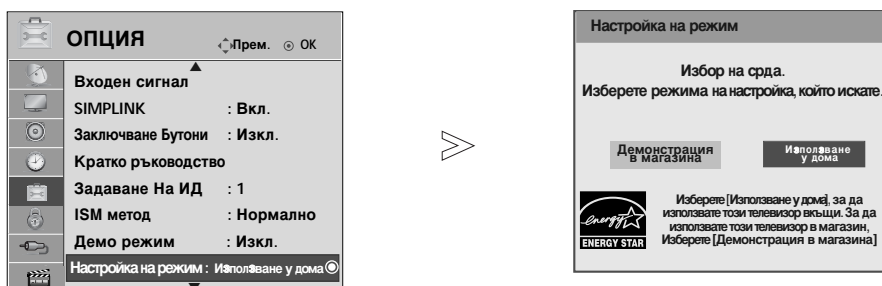 ОПЦИЯ
Прем. ОК
Входен сигнал
SIMPLINK : Вкл.
Заключване Бутони : Изкл.
Кратко ръководство
Задаване На ИД : 1
ISM метод : Нормално
Демо режим : Изкл.
Настройка на режим : Използване у дома
Настройка на режим
Избор на срда.
Изберете режима на настройка, който искате.
Демонстрация
в магазина
Използване
у дома
energy
ENERGY STAR
Изберете [Използване у дома], за да
използвате този телевизор вкъщи. За да
използвате този телевизор в магазин,
Изберете [Демонстрация в магазина]